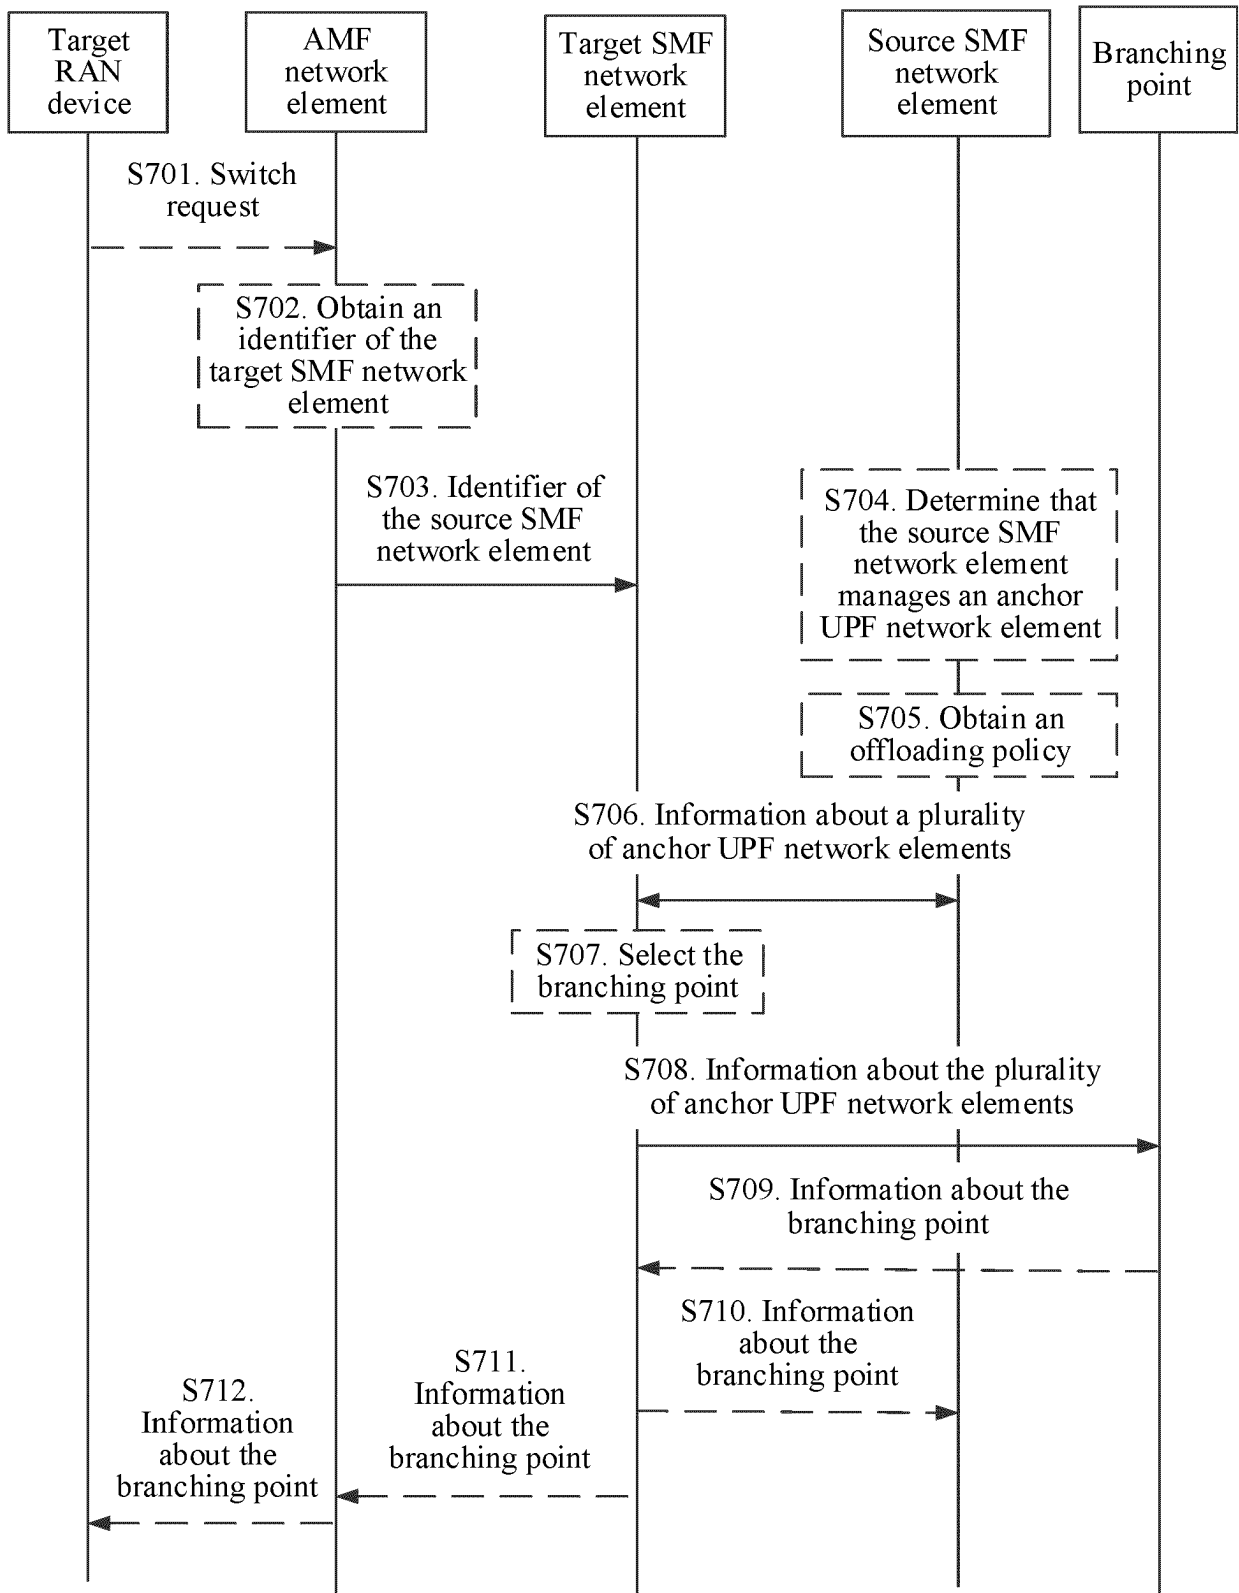 Target
RAN
device
AMF
network
element
Target SMF
network
element
Source SMF
network
element
Branching
point
S701. Switch
request
S702. Obtain an
identifier of the
target SMF network
element
S703. Identifier of
the source SMF
network element
S704. Determine that
the source SMF
network element
manages an anchor
UPF network element
S705. Obtain an
offloading policy
S706. Information about a plurality
of anchor UPF network elements
S707. Select the
branching point
S708. Information about the plurality
of anchor UPF network elements
S709. Information about the
branching point
S710. Information
about the
branching point
S711.
Information
about the
branching point
S712.
Information
about the
branching point